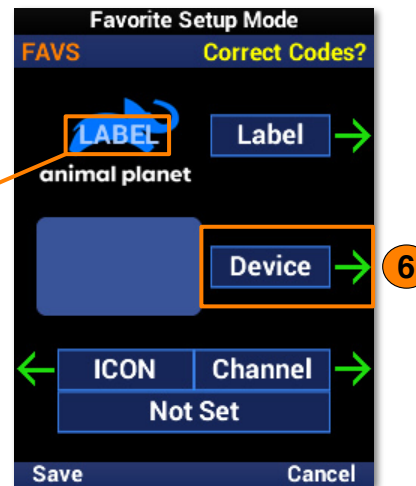 Favorite Setup Mode
FAVS Correct Codes?
LABEL Label
animal planet
Device 6
ICON Channel
Not Set
Save Cancel